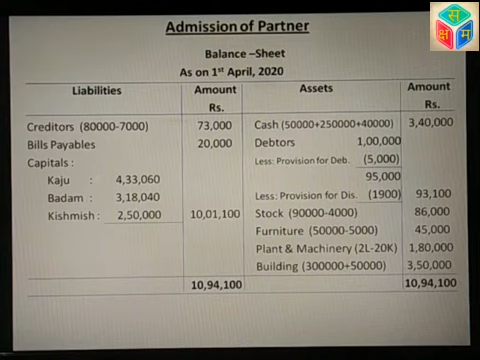 स
क्ष म
Admission of Partner
Balance –Sheet
As on 1st April, 2020
Liabilities Amount Rs. Assets Amount Rs.
Creditors (80000-7000) 73,000 Cash (50000+250000+40000) 3,40,000
Bills Payables 20,000 Debtors 1,00,000
Capitals : Less: Provision for Deb. (5,000)
Kaju : 4,33,060 95,000
Badam : 3,18,040 Less: Provision for Dis. (1900) 93,100
Kishmish : 2,50,000 10,01,100 Stock (90000-4000) 86,000
Furniture (50000-5000) 45,000
Plant & Machinery (2L-20K) 1,80,000
Building (300000+50000) 3,50,000
10,94,100 10,94,100